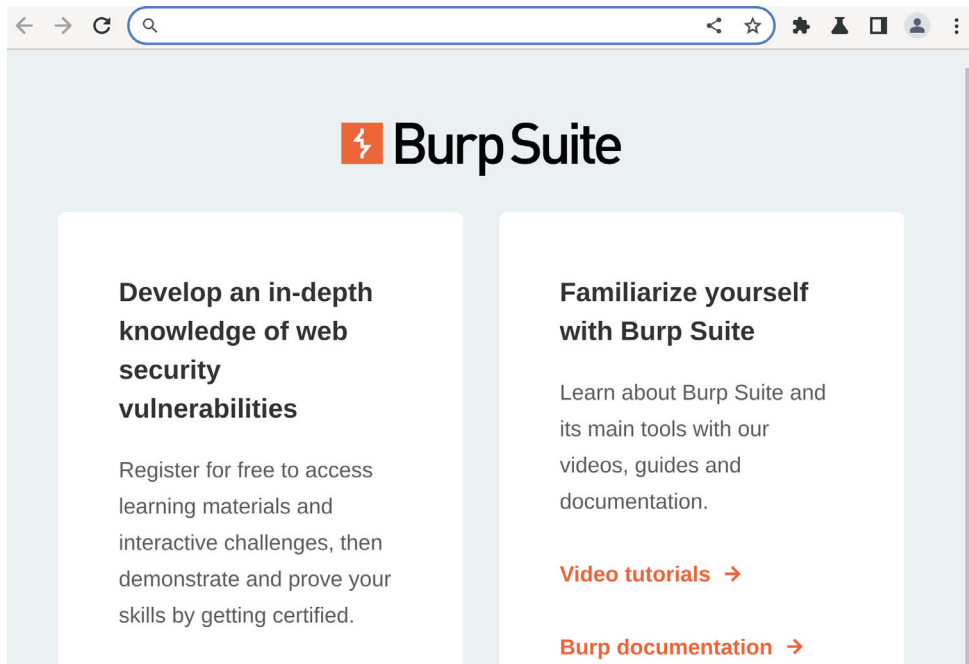 Burp Suite
Develop an in-depth
knowledge of web
security
vulnerabilities
Register for free to access
learning materials and
interactive challenges, then
demonstrate and prove your
skills by getting certified.
Familiarize yourself
with Burp Suite
Learn about Burp Suite and
its main tools with our
videos, guides and
documentation.
Video tutorials →
Burp documentation →